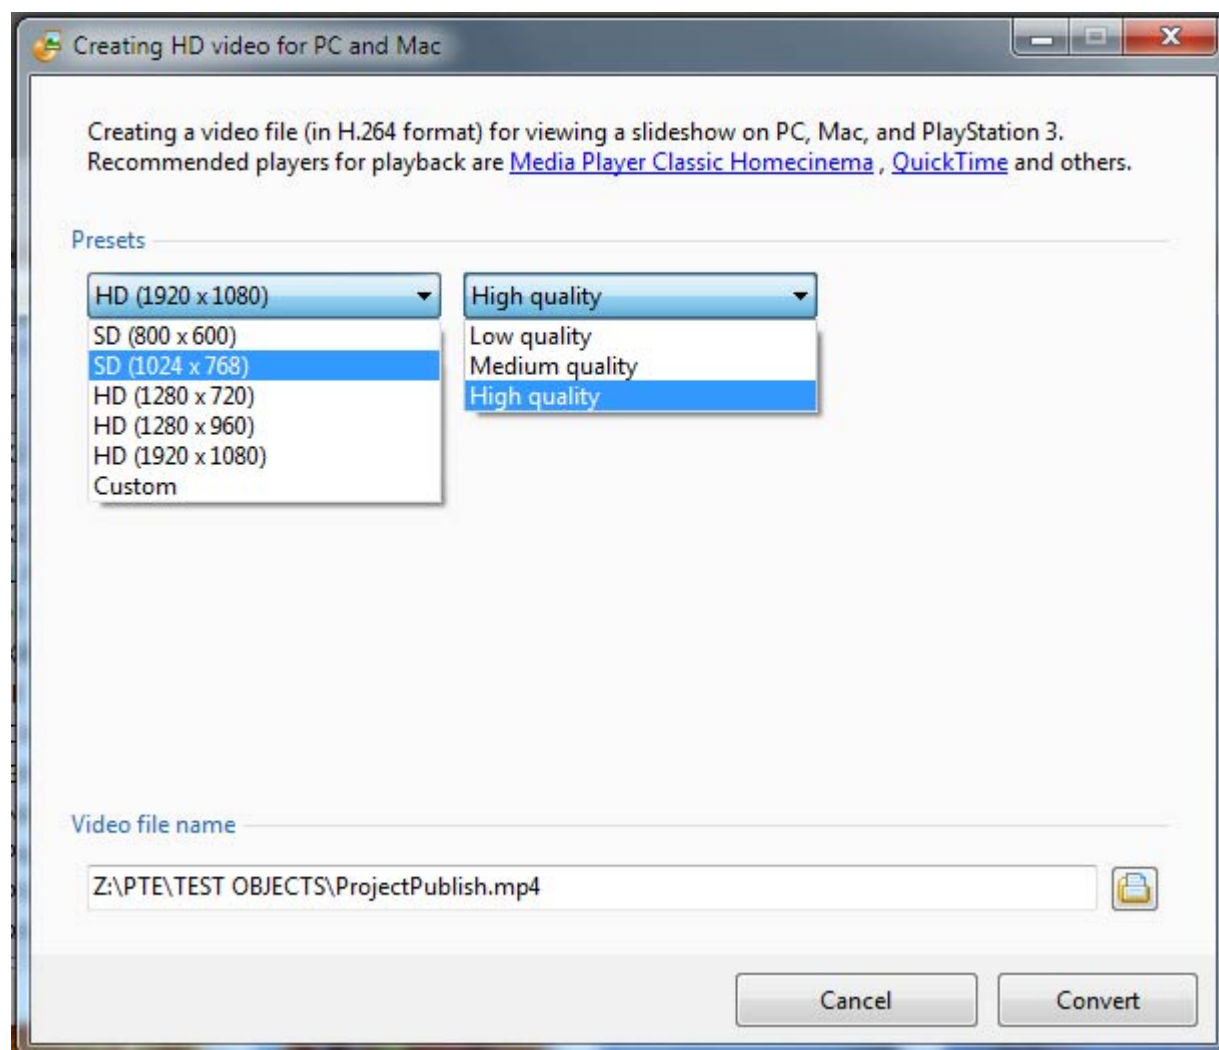 Creating HD video for PC and Mac
Creating a video file (in H.264 format) for viewing a slideshow on PC, Mac, and PlayStation 3.
Recommended players for playback are Media Player Classic Homecinema , QuickTime and others.
Presets
HD (1920 x 1080)
SD (800 x 600)
SD (1024 x 768)
HD (1280 x 720)
HD (1280 x 960)
HD (1920 x 1080)
Custom
High quality
Low quality
Medium quality
High quality
Video file name
Z:\PTE\TEST OBJECTS\ProjectPublish.mp4
Cancel
Convert